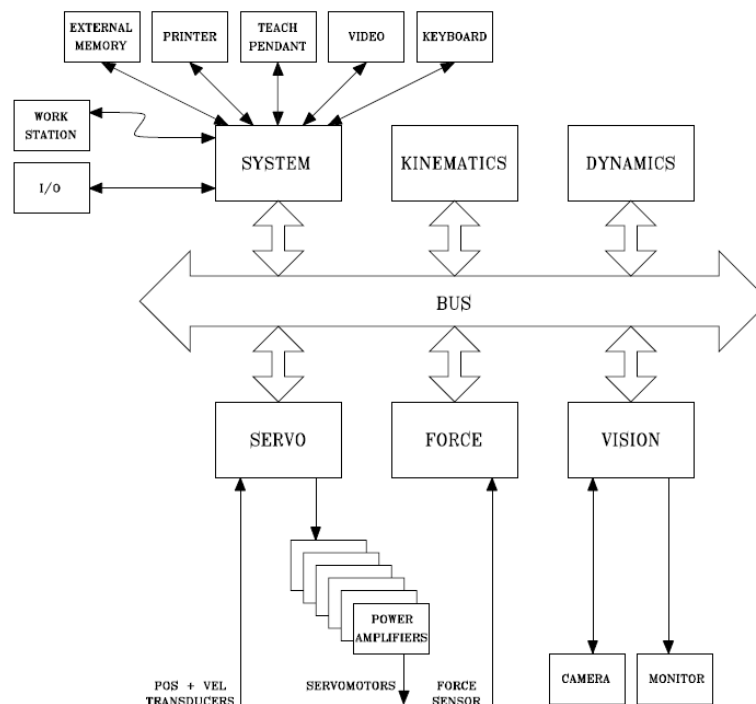 EXTERNAL
MEMORY
PRINTER
TEACH
PENDANT
VIDEO
KEYBOARD
WORK
STATION
I/O
SYSTEM
KINEMATICS
DYNAMICS
BUS
SERVO
FORCE
VISION
POWER
AMPLIFIERS
POS + VEL
TRANSDUCERS
SERVOMOTORS
FORCE
SENSOR
CAMERA
MONITOR